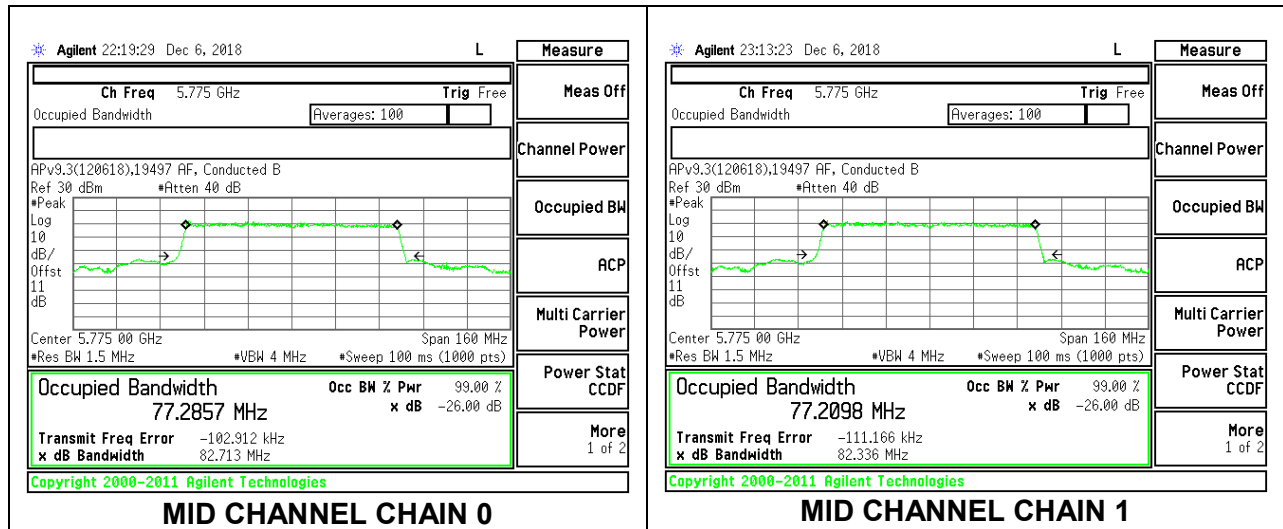 Agilent 22:19:29 Dec 6, 2018 L
Measure
Ch Freq 5.775 GHz Trig Free
Occupied Bandwidth Averages: 100
APv9.3(120618),19497 AF, Conducted B
Ref 30 dBm #Atten 40 dB
#Peak
Log
10
dB/
Offst
11
dB
Center 5.775 00 GHz Span 160 MHz
#Res BW 1.5 MHz #VBW 4 MHz #Sweep 100 ms (1000 pts)
Occupied Bandwidth Occ BW % Pwr 99.00 %
77.2857 MHz x dB -26.00 dB
Transmit Freq Error -102.912 kHz
x dB Bandwidth 82.713 MHz
Copyright 2000-2011 Agilent Technologies
Meas Off
Channel Power
Occupied BW
ACP
Multi Carrier
Power
Power Stat
CCDF
More
1 of 2
MID CHANNEL CHAIN 0
Agilent 23:13:23 Dec 6, 2018 L
Measure
Ch Freq 5.775 GHz Trig Free
Occupied Bandwidth Averages: 100
APv9.3(120618),19497 AF, Conducted B
Ref 30 dBm #Atten 40 dB
#Peak
Log
10
dB/
Offst
11
dB
Center 5.775 00 GHz Span 160 MHz
#Res BW 1.5 MHz #VBW 4 MHz #Sweep 100 ms (1000 pts)
Occupied Bandwidth Occ BW % Pwr 99.00 %
77.2098 MHz x dB -26.00 dB
Transmit Freq Error -111.166 kHz
x dB Bandwidth 82.336 MHz
Copyright 2000-2011 Agilent Technologies
Meas Off
Channel Power
Occupied BW
ACP
Multi Carrier
Power
Power Stat
CCDF
More
1 of 2
MID CHANNEL CHAIN 1